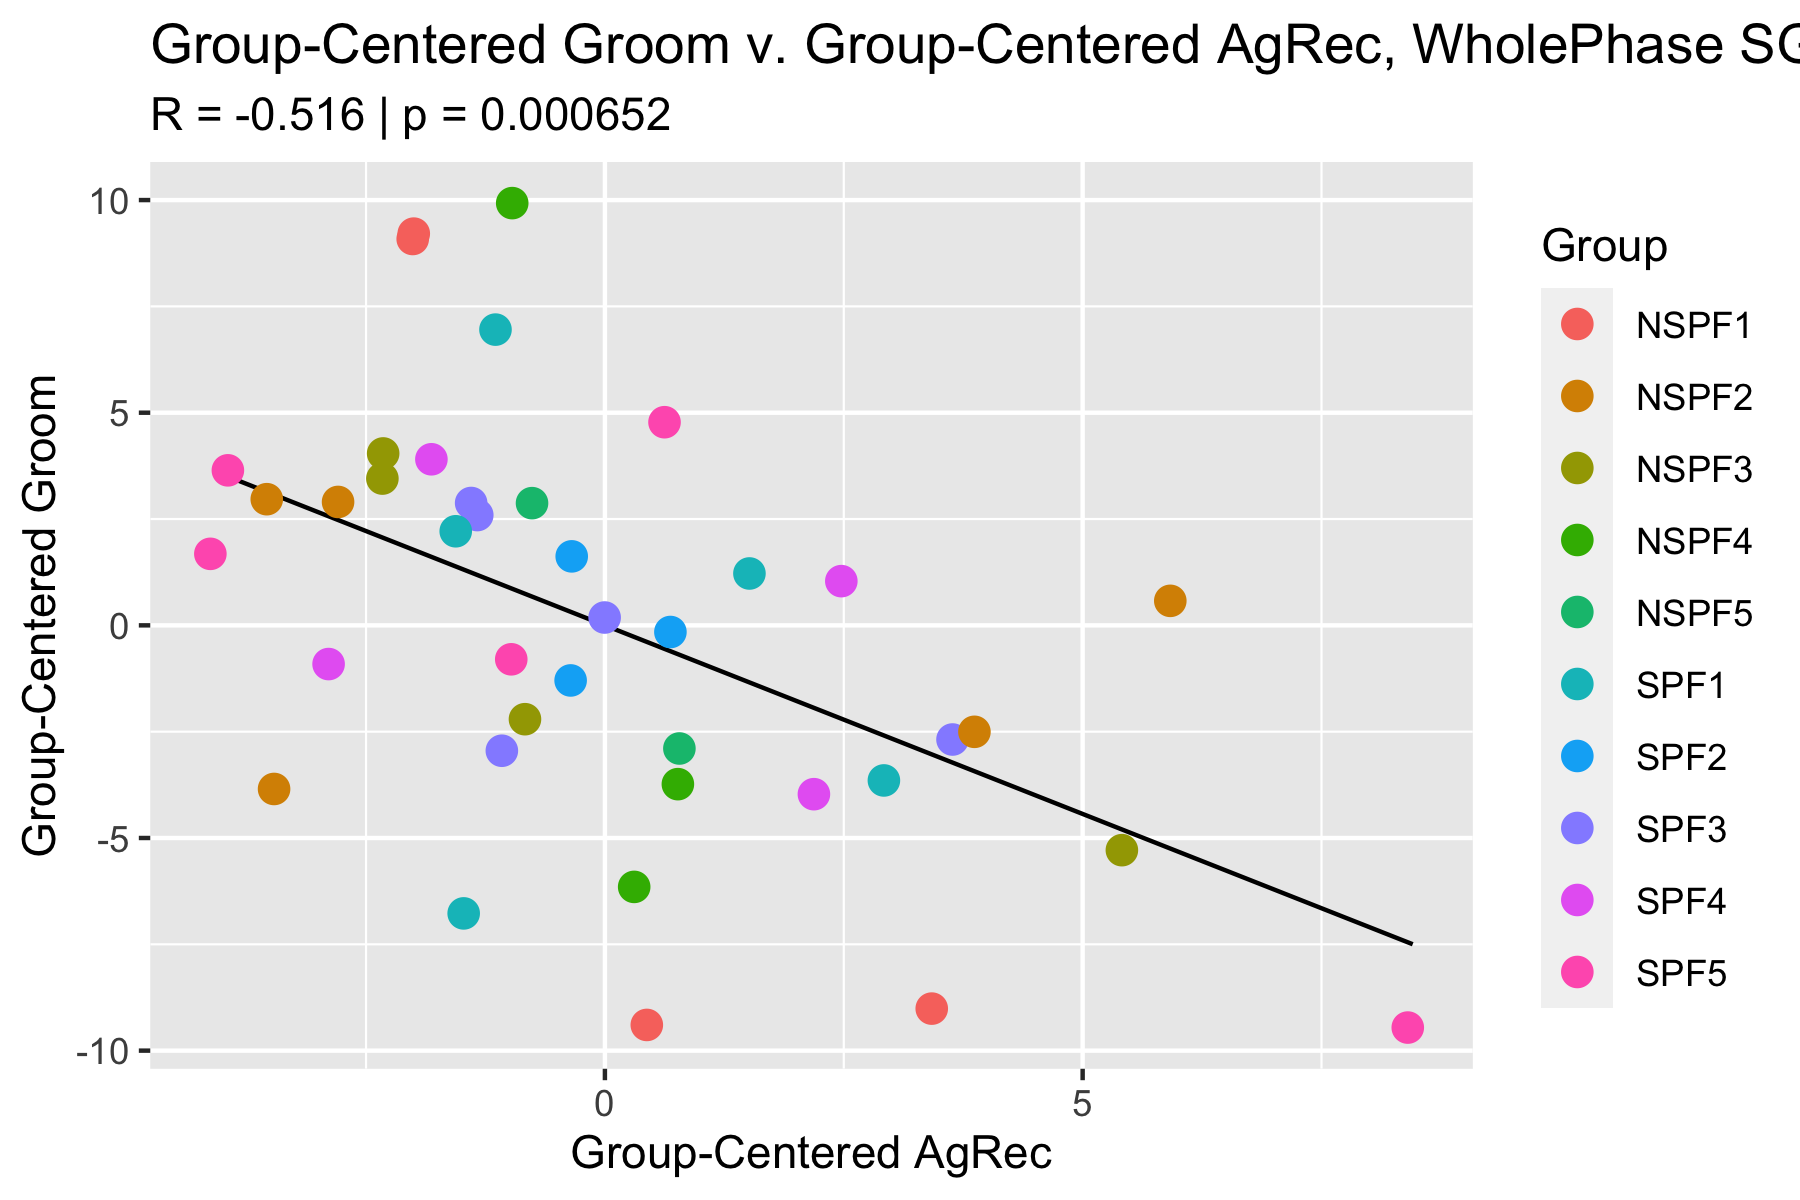 Group-Centered Groom v. Group-Centered AgRec, WholePhase
R = -0.516 | p = 0.000652
Group-Centered Groom
10
5
0
-5
-10
0
5
Group-Centered AgRec
Group
NSPF1
NSPF2
NSPF3
NSPF4
NSPF5
SPF1
SPF2
SPF3
SPF4
SPF5